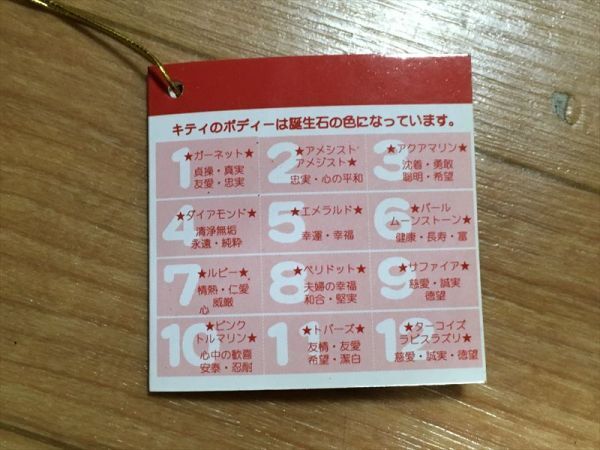 キティのボディーは誕生石の色になっています。
1
★ガーネット★
貞操・真実
友愛・忠実
2
★アメシスト
アメジスト★
忠実・心の平和
3
★アクアマリン★
沈着・勇敢
聡明・希望
4
★ダイアモンド★
清浄無垢
永遠・純粋
5
★エメラルド★
幸運・幸福
6
★パール
ムーンストーン★
健康・長寿・富
7
★ルビー★
情熱・仁愛
威厳
心
8
★ペリドット★
夫婦の幸福
和合・堅実
9
★サファイア★
慈愛・誠実
徳望
10
★ピンク
トルマリン★
心中の歓喜
安泰・忍耐
11
★トパーズ★
友情・友愛
希望・潔白
12
★ターコイズ
ラピスラズリ★
慈愛・誠実・徳望